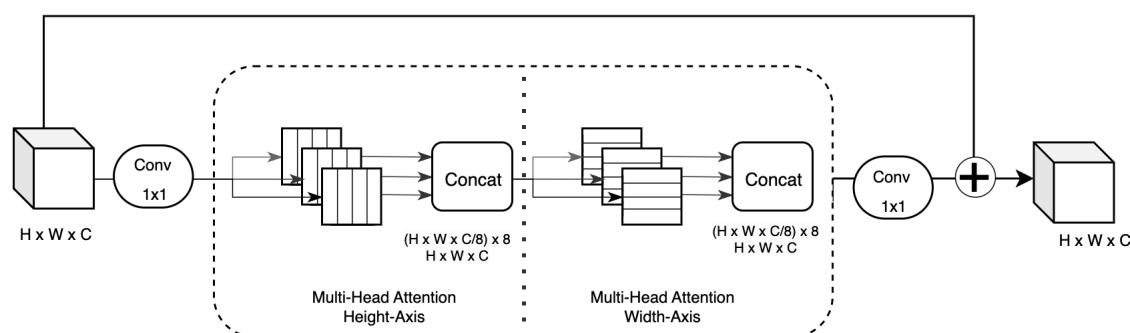 H x W x C
Conv
1x1
Concat
(H x W x C/8) x 8
H x W x C
Multi-Head Attention
Height-Axis
Concat
(H x W x C/8) x 8
H x W x C
Multi-Head Attention
Width-Axis
Conv
1x1
+
H x W x C